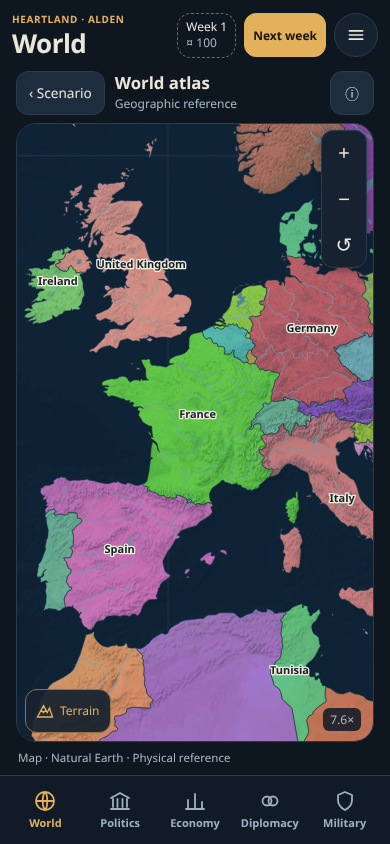 HEARTLAND · ALDEN
World
Week 1
¤ 100
Next week
‹ Scenario
World atlas
Geographic reference
United Kingdom
Ireland
Germany
France
Italy
Spain
Tunisia
Terrain
7.6×
Map · Natural Earth · Physical reference
World
Politics
Economy
Diplomacy
Military